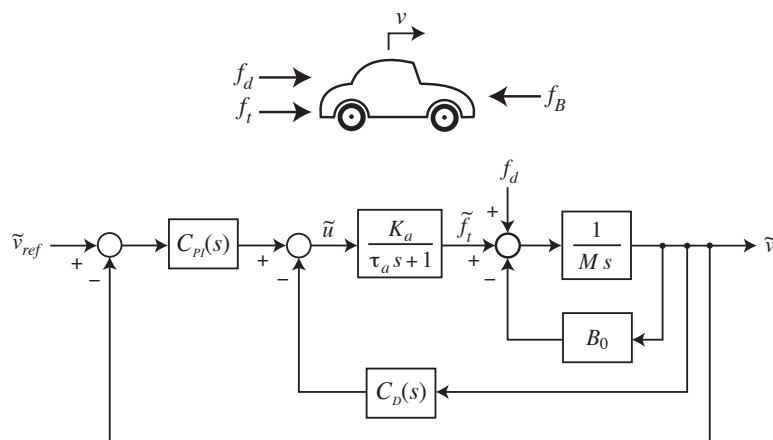 v
f_d
f_t
f_B
f_d
ṽ_ref
+
−
C_PI(s)
+
−
ũ
K_a
τ_a s + 1
f̃_t
+
+
−
1
M s
ṽ
B_0
C_D(s)